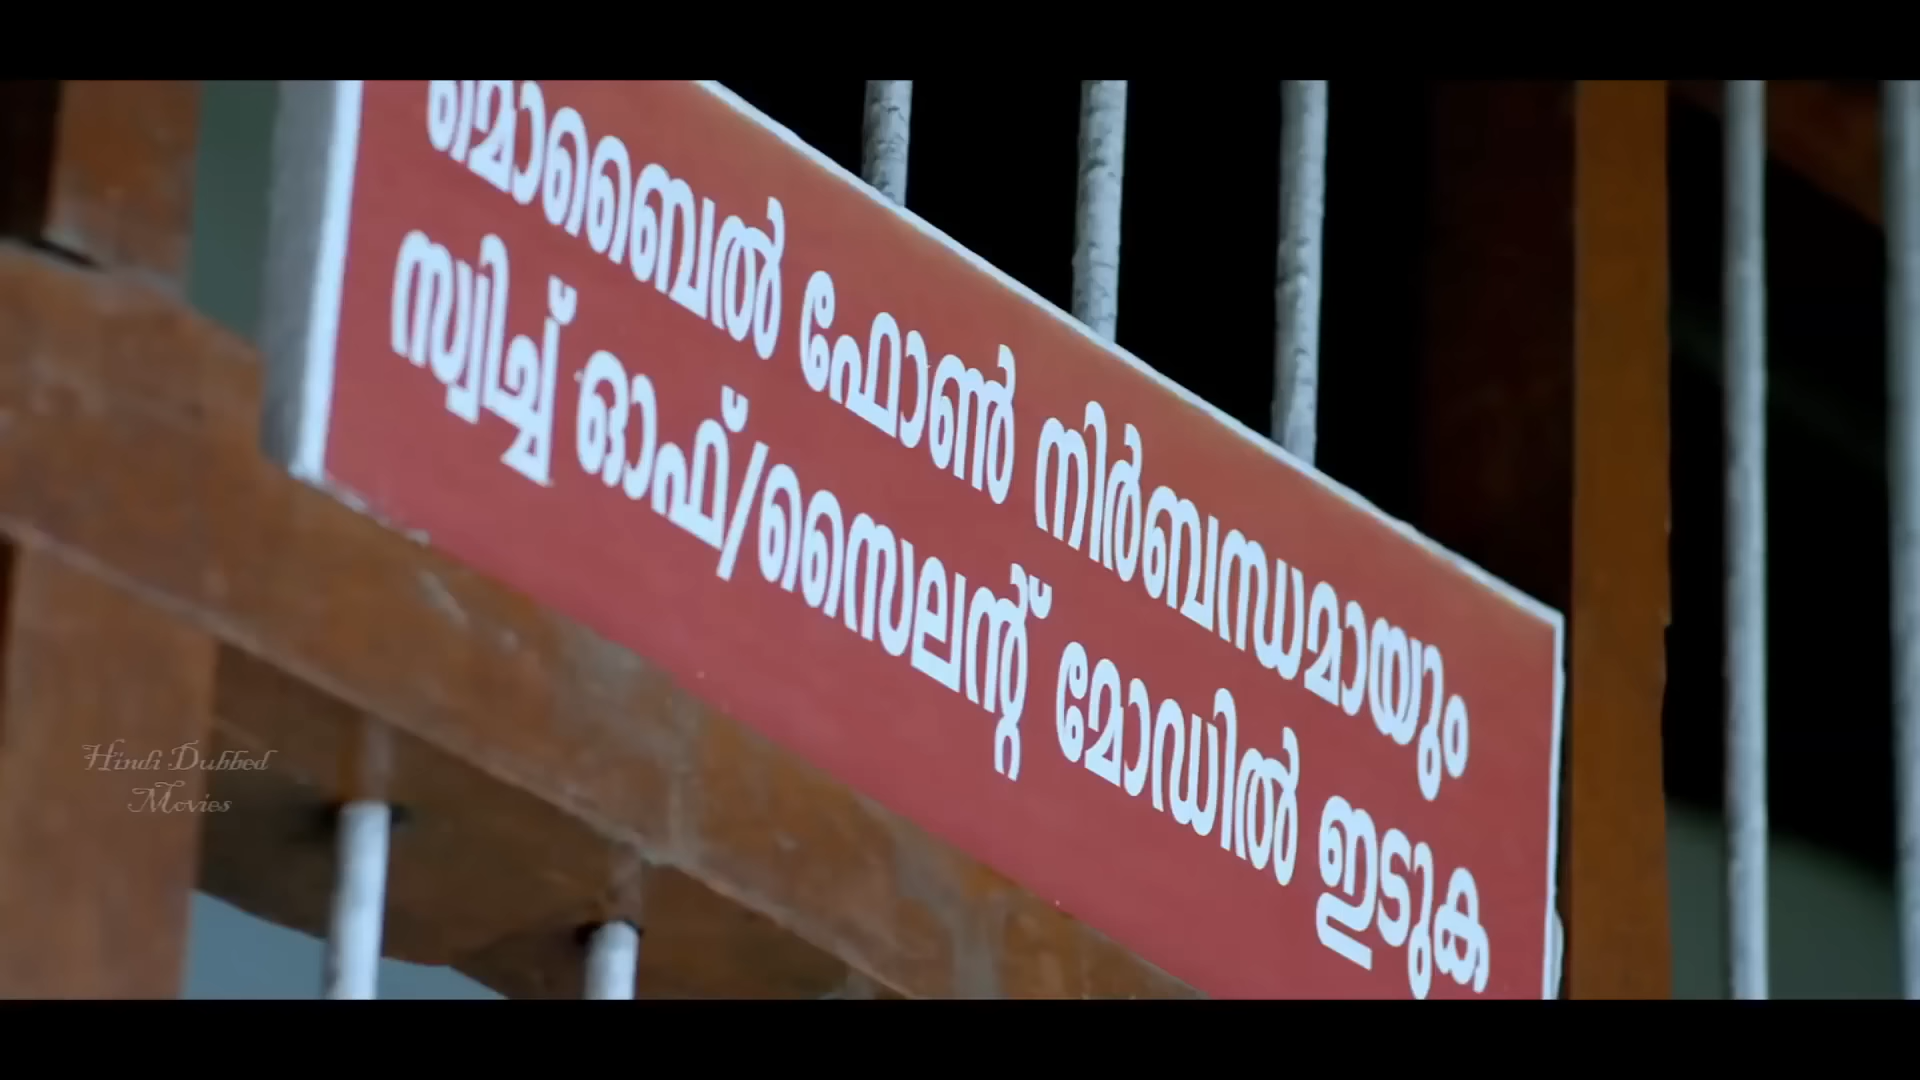 മൊബൈൽ ഫോൺ നിർബന്ധമായും
സ്വിച്ച് ഓഫ്/സൈലന്റ് മോഡിൽ ഇടുക
Hindi Dubbed
Movies